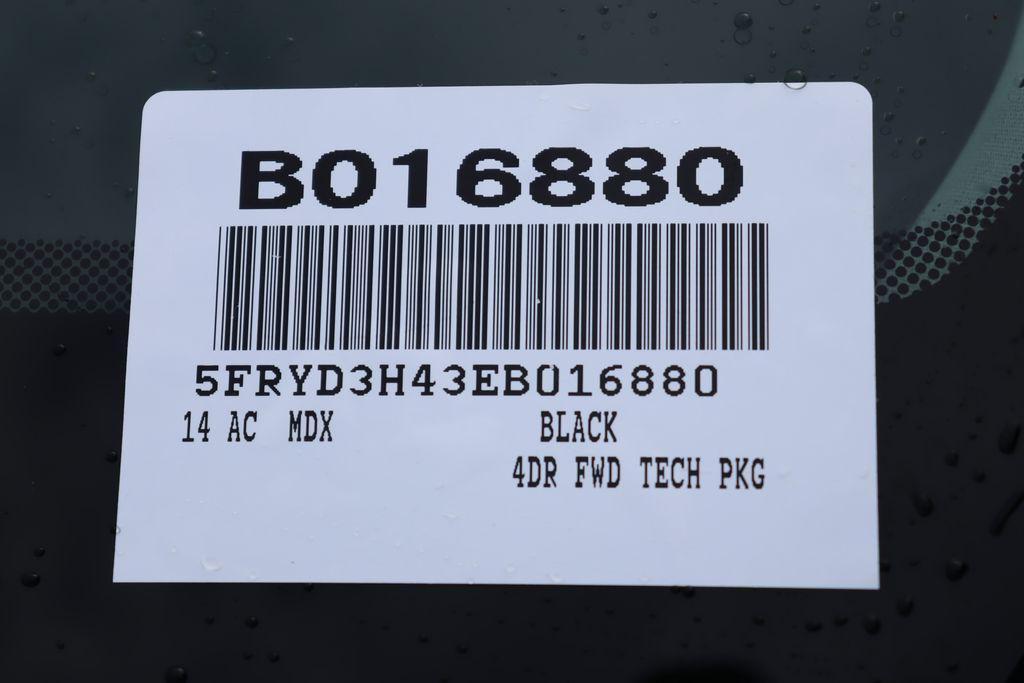 B016880
5FRYD3H43EB016880
14 AC MDX BLACK
4DR FWD TECH PKG